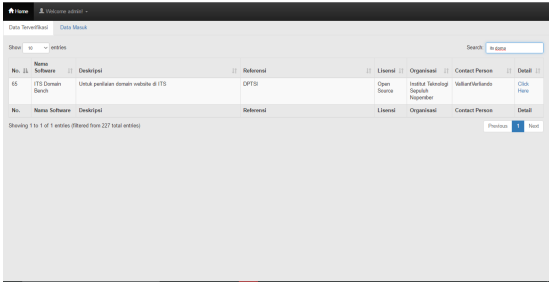 Home Welcome admin!
Data Terverifikasi Data Masuk
Show 10 entries Search: its doma
No. Nama Software Deskripsi Referensi Lisensi Organisasi Contact Person Detail
65 ITS Domain Bench Untuk penilaian domain website di ITS DPTSI Open Source Institut Teknologi Sepuluh Nopember ValliantVerliando Click Here
No. Nama Software Deskripsi Referensi Lisensi Organisasi Contact Person Detail
Showing 1 to 1 of 1 entries (filtered from 227 total entries) Previous 1 Next